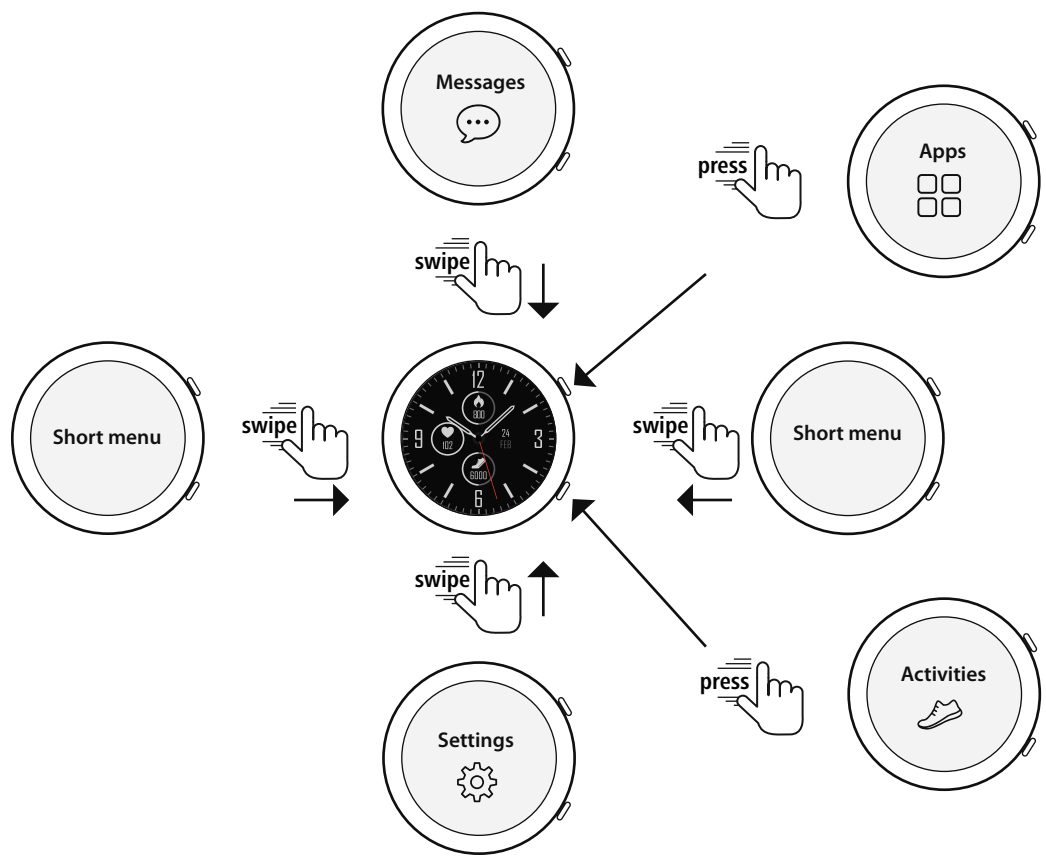 Messages
press
Apps
swipe
12
800
Short menu
swipe
9
102
24
FEB
3
swipe
Short menu
6000
6
swipe
press
Activities
Settings